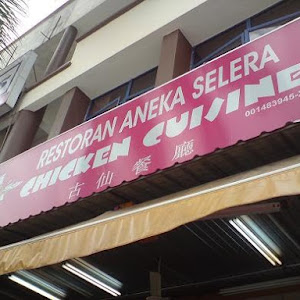 RESTORAN ANEKA SELERA
CHICKEN CUISINE
古仙餐廳